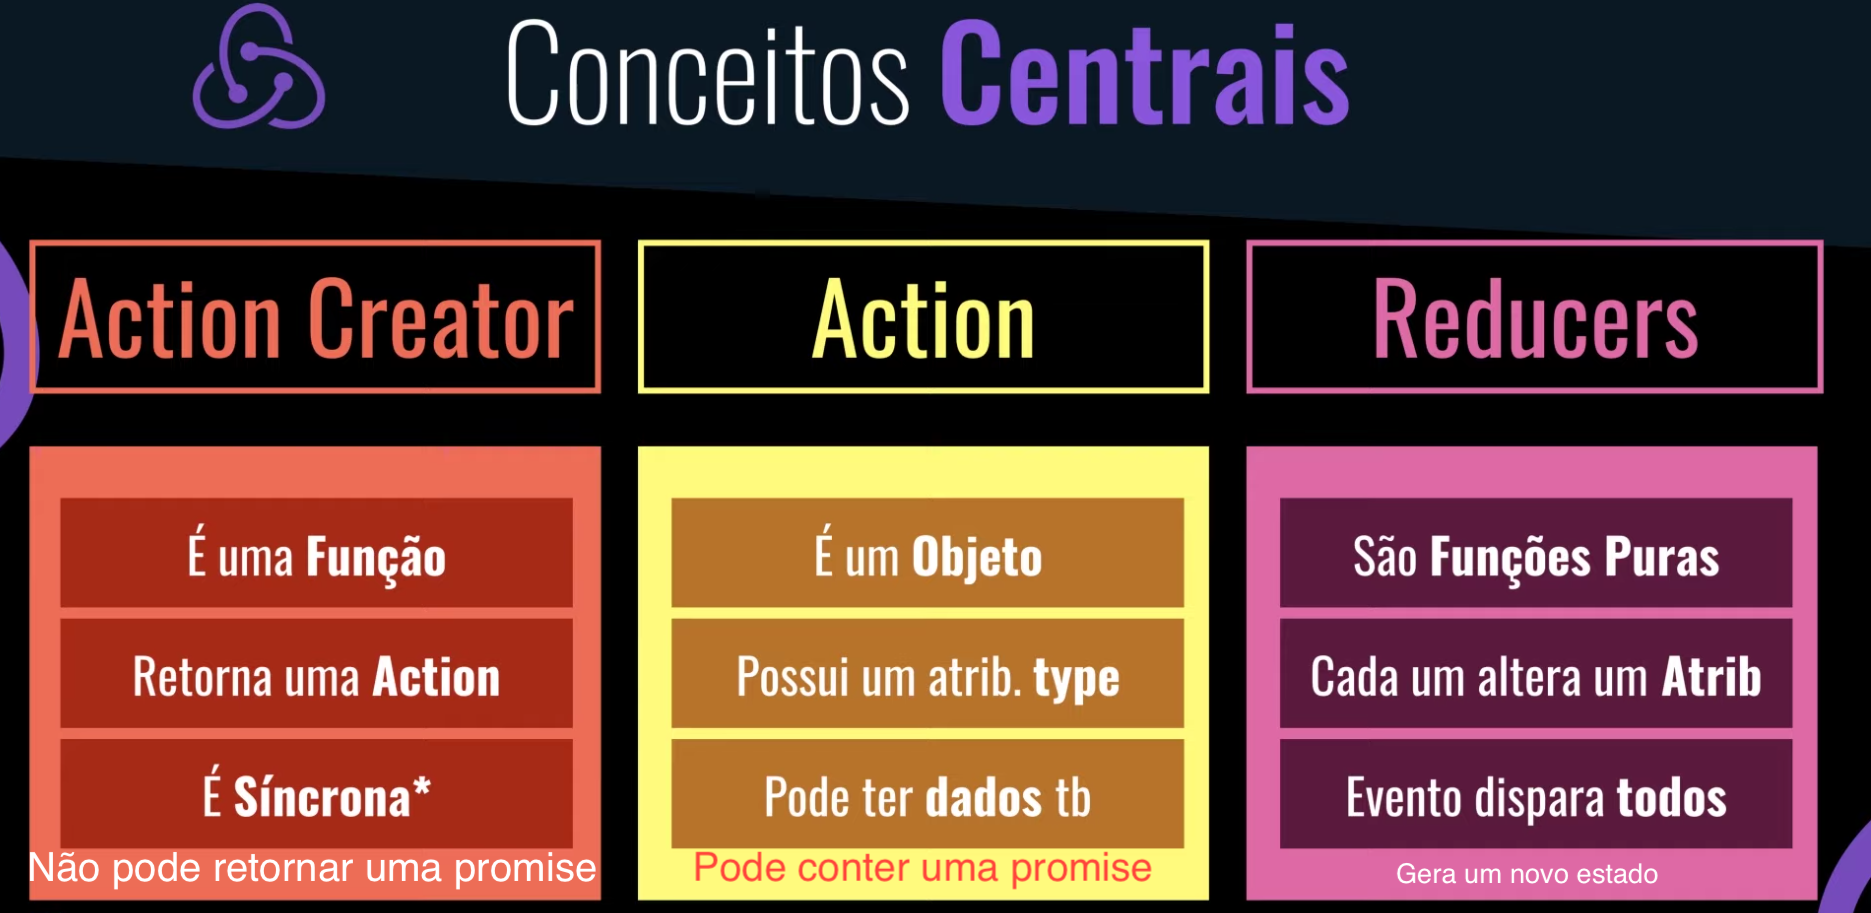 Conceitos Centrais
Action Creator
É uma Função
Retorna uma Action
É Síncrona*
Não pode retornar uma promise
Action
É um Objeto
Possui um atrib. type
Pode ter dados tb
Pode conter uma promise
Reducers
São Funções Puras
Cada um altera um Atrib
Evento dispara todos
Gera um novo estado